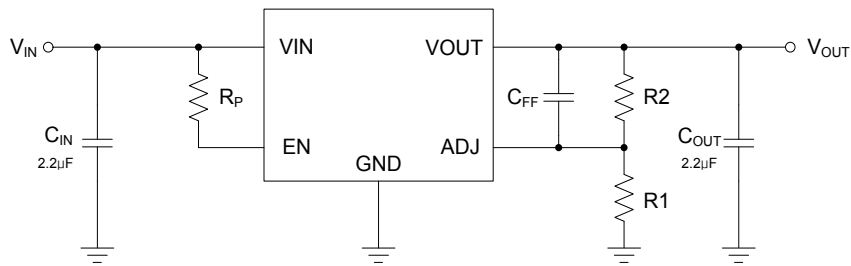 VIN
VIN
VOUT
VOUT
RP
CFF
R2
CIN
2.2μF
EN
GND
ADJ
COUT
2.2μF
R1